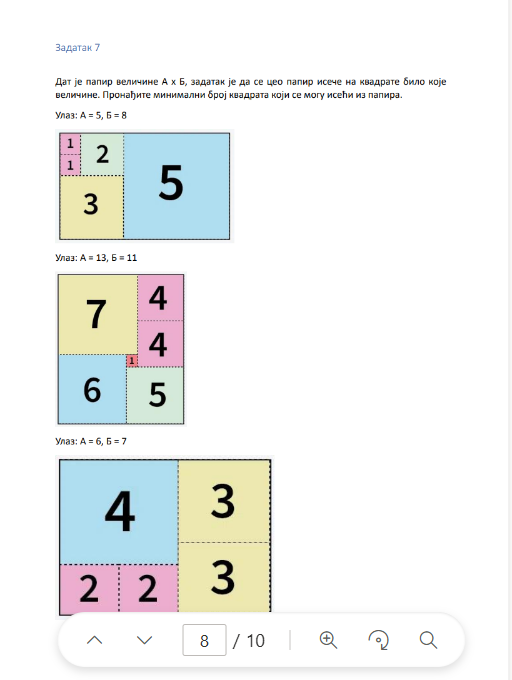 Задатак 7
Дат је папир величине А x Б, задатак је да се цео папир исече на квадрате било које
величине. Пронађите минимални број квадрата који се могу исећи из папира.
Улаз: А = 5, Б = 8
1
2
1
5
3
Улаз: А = 13, Б = 11
7
4
4
1
6
5
Улаз: А = 6, Б = 7
4
3
3
2
2
8 / 10